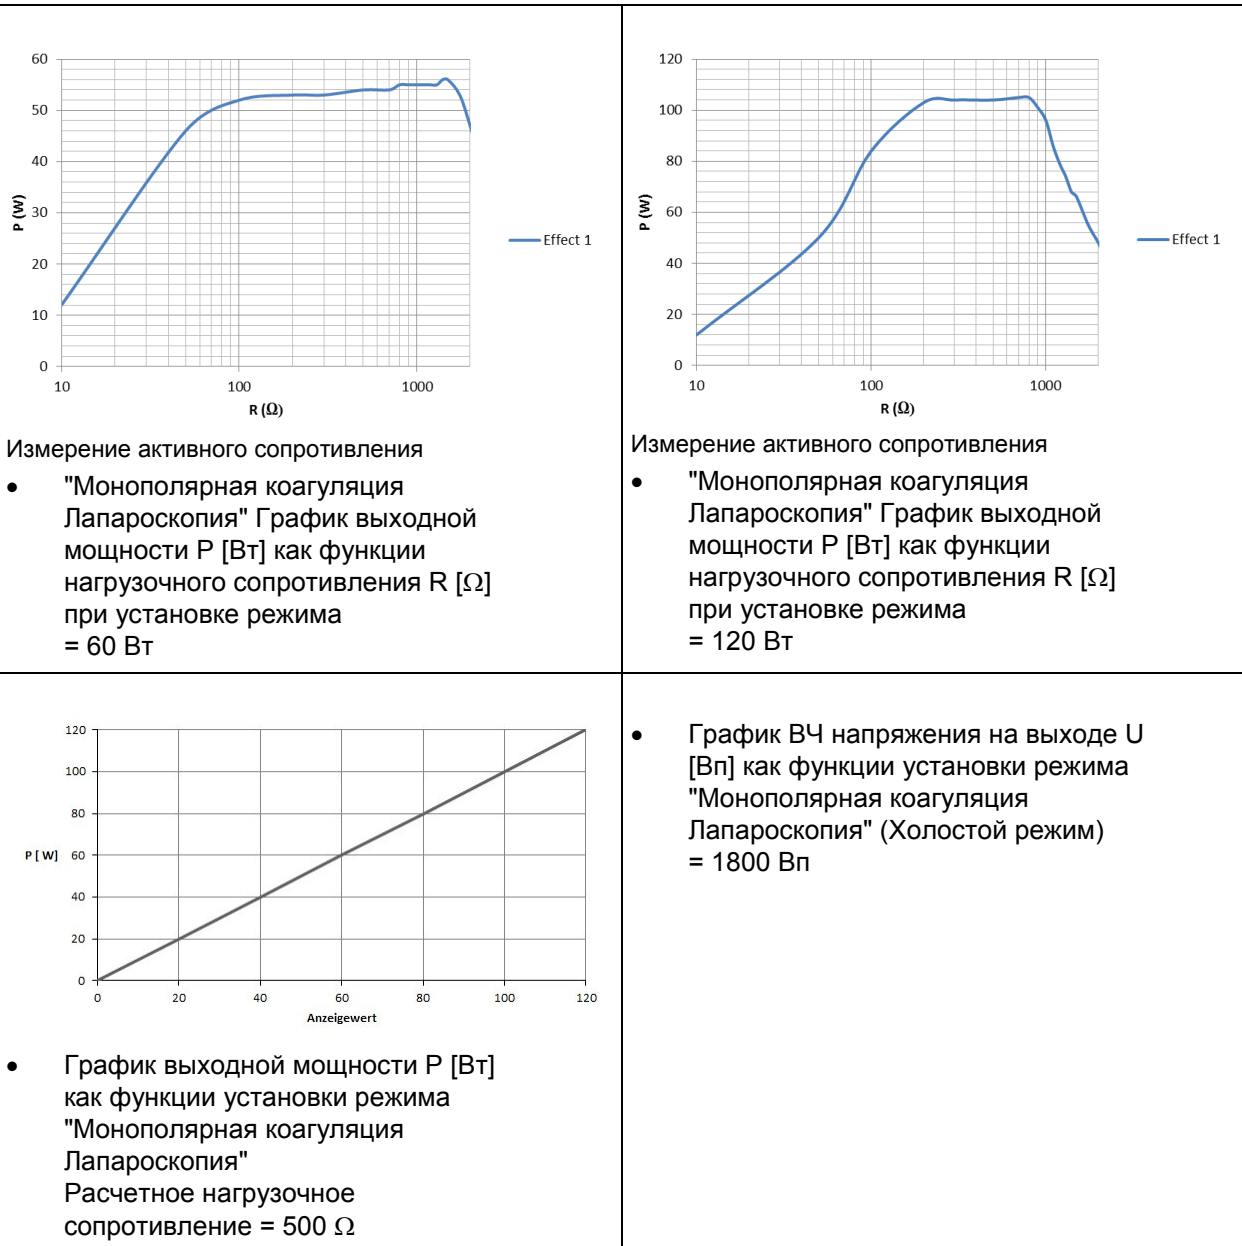 60
50
40
30
20
10
0
P (W)
10
100
1000
R (Ω)
Effect 1
Измерение активного сопротивления
• "Монополярная коагуляция
Лапароскопия" График выходной
мощности P [Вт] как функции
нагрузочного сопротивления R [Ω]
при установке режима
= 60 Вт
120
100
80
60
40
20
0
P (W)
10
100
1000
R (Ω)
Effect 1
Измерение активного сопротивления
• "Монополярная коагуляция
Лапароскопия" График выходной
мощности P [Вт] как функции
нагрузочного сопротивления R [Ω]
при установке режима
= 120 Вт
120
100
80
P [ W] 60
40
20
0
0 20 40 60 80 100 120
Anzeigewert
• График выходной мощности P [Вт]
как функции установки режима
"Монополярная коагуляция
Лапароскопия"
Расчетное нагрузочное
сопротивление = 500 Ω
• График ВЧ напряжения на выходе U
[Вп] как функции установки режима
"Монополярная коагуляция
Лапароскопия" (Холостой режим)
= 1800 Вп